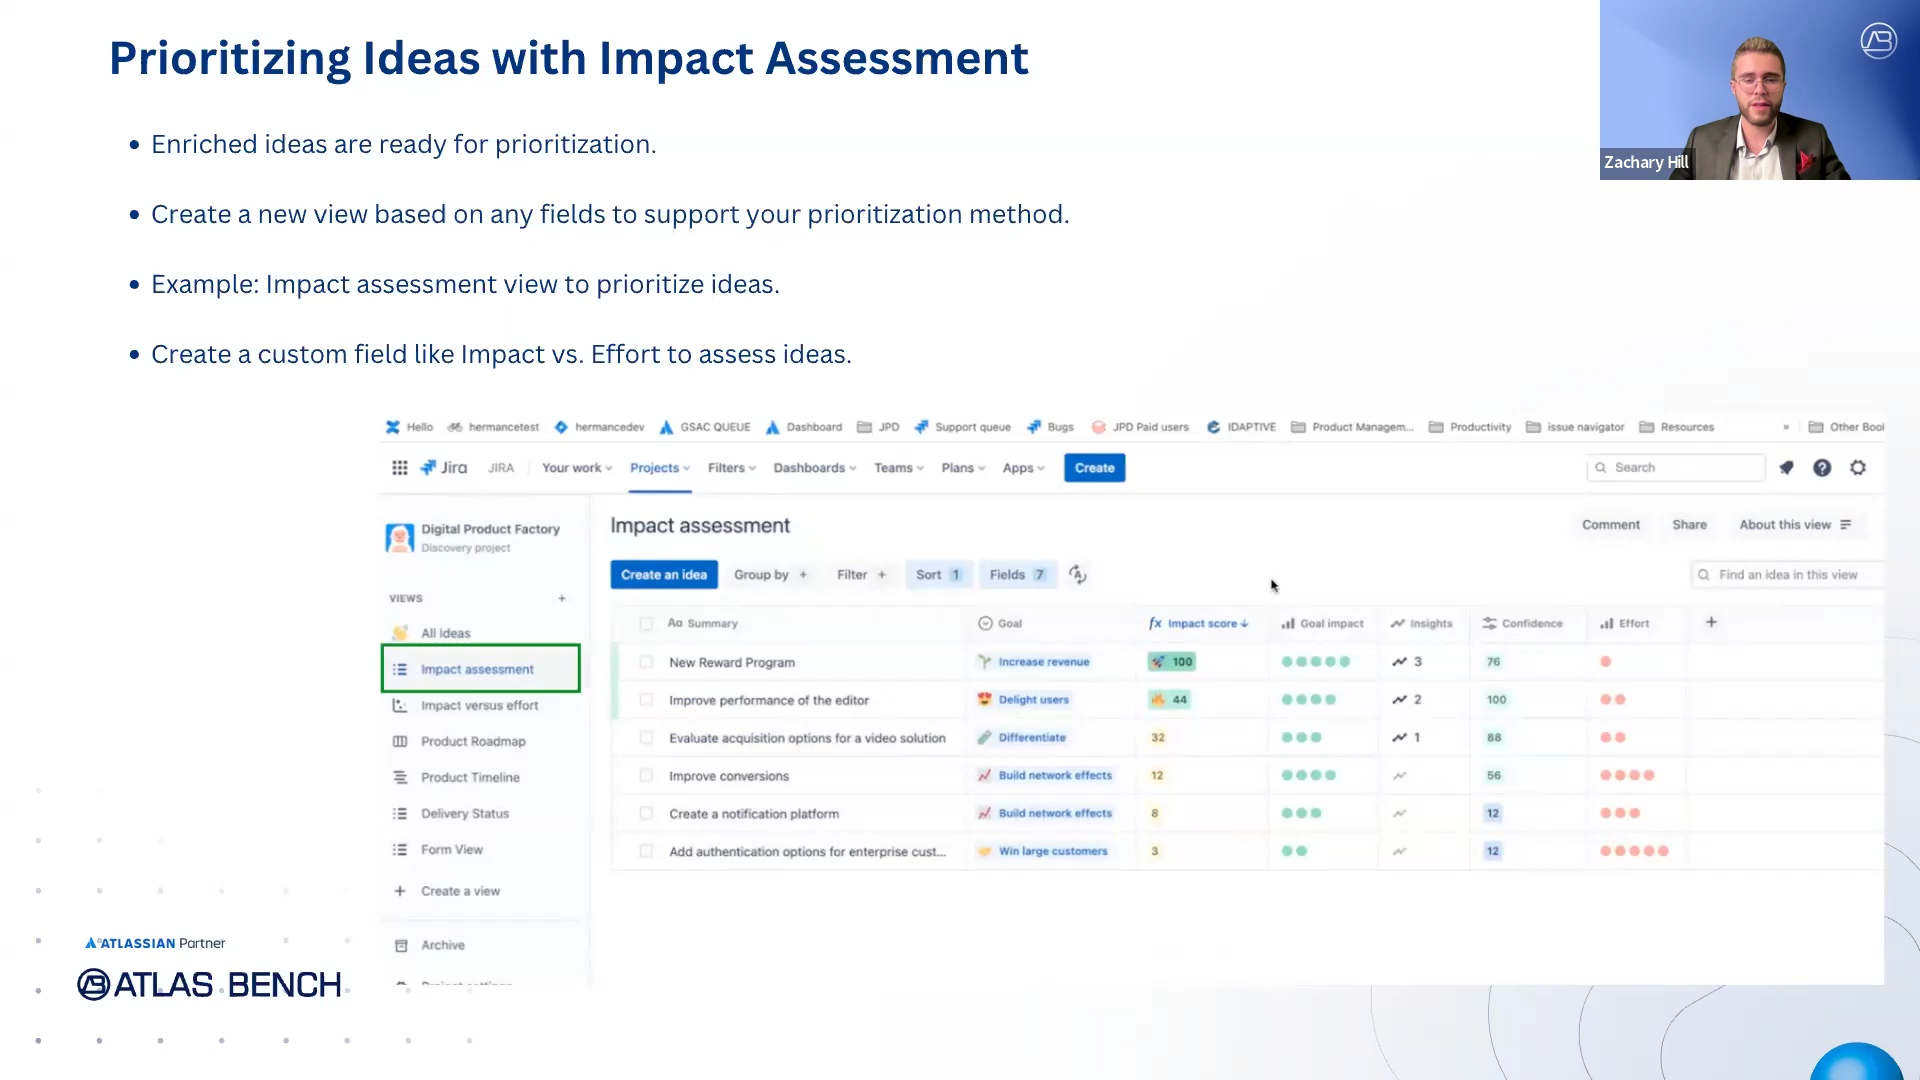 Prioritizing Ideas with Impact Assessment
Zachary Hill
• Enriched ideas are ready for prioritization.
• Create a new view based on any fields to support your prioritization method.
• Example: Impact assessment view to prioritize ideas.
• Create a custom field like Impact vs. Effort to assess ideas.
Hello hermancetest hermancedev GSAC QUEUE Dashboard JPD Support queue Bugs JPD Paid users IDAPTIVE Product Managem... Productivity issue navigator Resources » Other Bool
Jira JIRA Your work Projects Filters Dashboards Teams Plans Apps Create Search
Digital Product Factory
Discovery project
VIEWS +
All Ideas
Impact assessment
Impact versus effort
Product Roadmap
Product Timeline
Delivery Status
Form View
+ Create a view
Archive
Impact assessment Comment Share About this view
Create an idea Group by + Filter + Sort 1 Fields 7 Find an idea in this view
Aa Summary Goal fx Impact score ↓ Goal impact Insights Confidence Effort +
New Reward Program Increase revenue 100 3 76
Improve performance of the editor Delight users 44 2 100
Evaluate acquisition options for a video solution Differentiate 32 1 88
Improve conversions Build network effects 12 56
Create a notification platform Build network effects 8 12
Add authentication options for enterprise cust... Win large customers 3 12
ATLASSIAN Partner
ATLAS BENCH